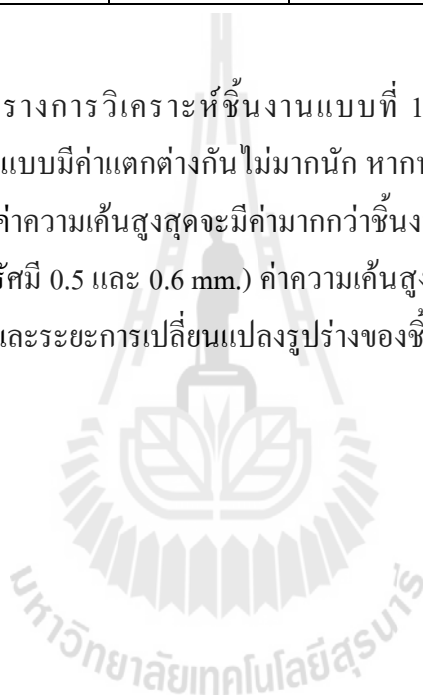 รางการวิเคราะห์ชิ้นงานแบบที่ 1
แบบมีค่าแตกต่างกันไม่มากนัก หากท
ค่าความเค้นสูงสุดจะมีค่ามากกว่าชิ้นง
รัศมี 0.5 และ 0.6 mm.) ค่าความเค้นสูง
และระยะการเปลี่ยนแปลงรูปร่างของชิ้
มหาวิทยาลัยเทคโนโลยีสุรนารี